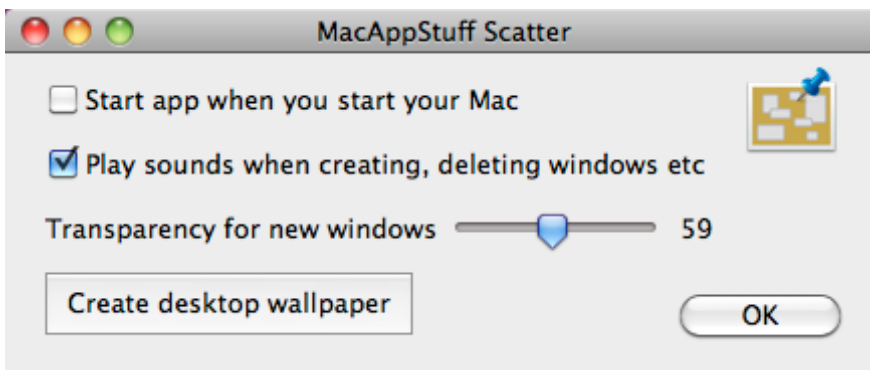 MacAppStuff Scatter
Start app when you start your Mac
Play sounds when creating, deleting windows etc
Transparency for new windows 59
Create desktop wallpaper
OK